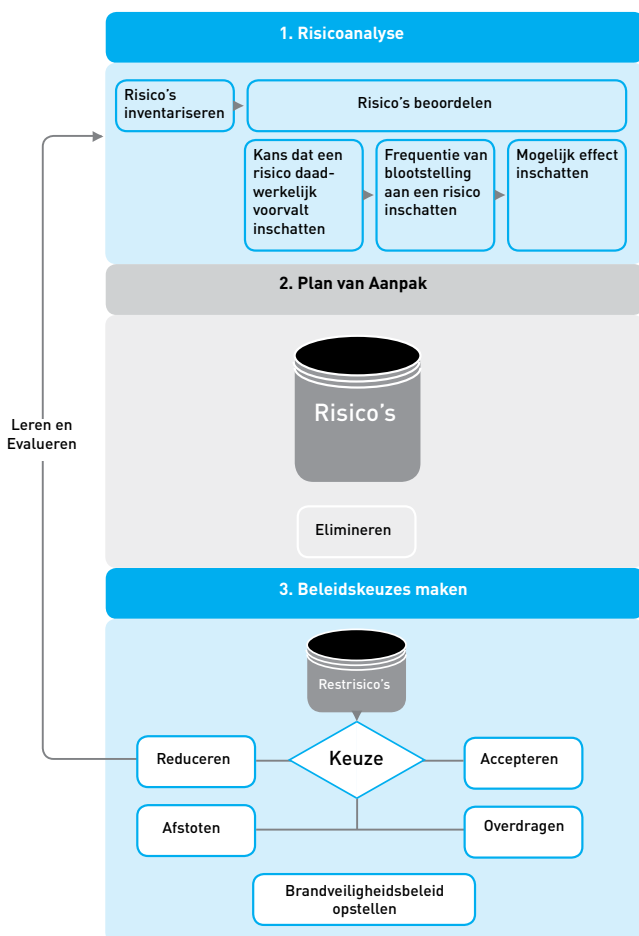 1. Risicoanalyse
Risico's
inventariseren
Risico's beoordelen
Kans dat een
risico daad-
werkelijk
voorvalt
inschatten
Frequentie van
blootstelling
aan een risico
inschatten
Mogelijk effect
inschatten
2. Plan van Aanpak
Risico's
Elimineren
Leren en
Evalueren
3. Beleidskeuzes maken
Restrisico's
Keuze
Reduceren
Accepteren
Afstoten
Overdragen
Brandveiligheidsbeleid
opstellen